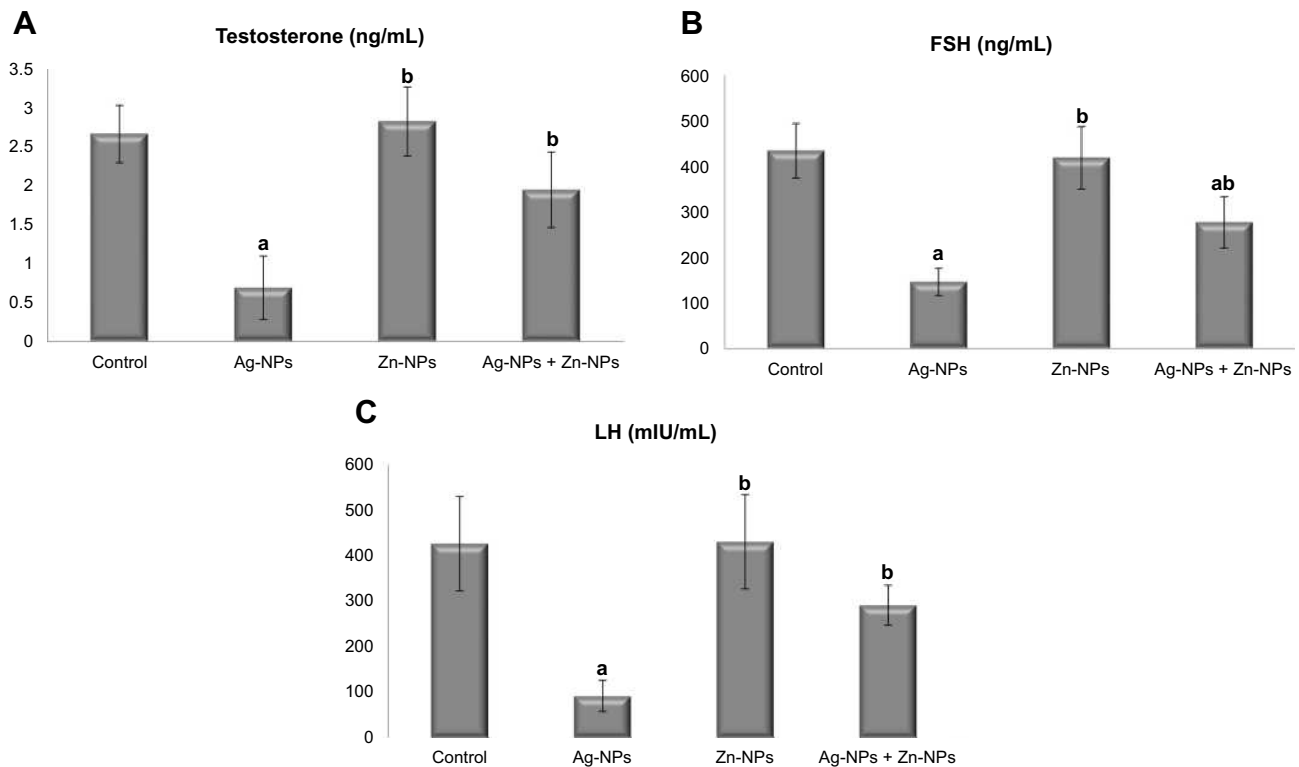 A
Testosterone (ng/mL)
3.5
3
2.5
2
1.5
1
0.5
0
a
b
b
Control Ag-NPs Zn-NPs Ag-NPs + Zn-NPs
B
FSH (ng/mL)
600
500
400
300
200
100
0
a
b
ab
Control Ag-NPs Zn-NPs Ag-NPs + Zn-NPs
C
LH (mIU/mL)
600
500
400
300
200
100
0
a
b
b
Control Ag-NPs Zn-NPs Ag-NPs + Zn-NPs